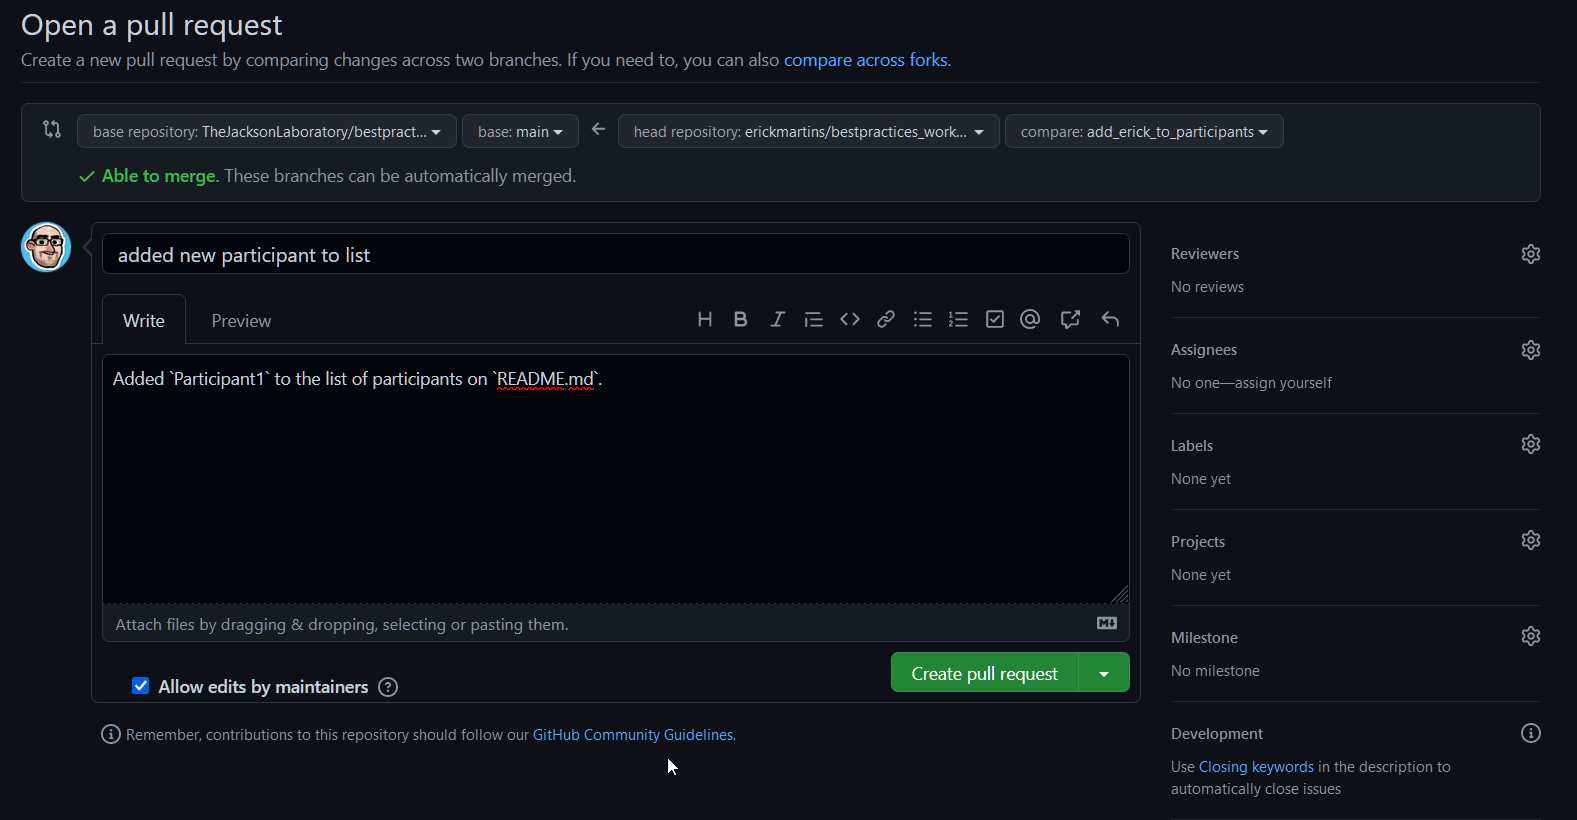 Open a pull request
Create a new pull request by comparing changes across two branches. If you need to, you can also compare across forks.
base repository: TheJacksonLaboratory/bestpract... base: main head repository: erickmartins/bestpractices_work... compare: add_erick_to_participants
Able to merge. These branches can be automatically merged.
added new participant to list
Write Preview
Added `Participant1` to the list of participants on `README.md`.
Attach files by dragging & dropping, selecting or pasting them.
Allow edits by maintainers
Create pull request
Remember, contributions to this repository should follow our GitHub Community Guidelines.
Reviewers
No reviews
Assignees
No one—assign yourself
Labels
None yet
Projects
None yet
Milestone
No milestone
Development
Use Closing keywords in the description to
automatically close issues